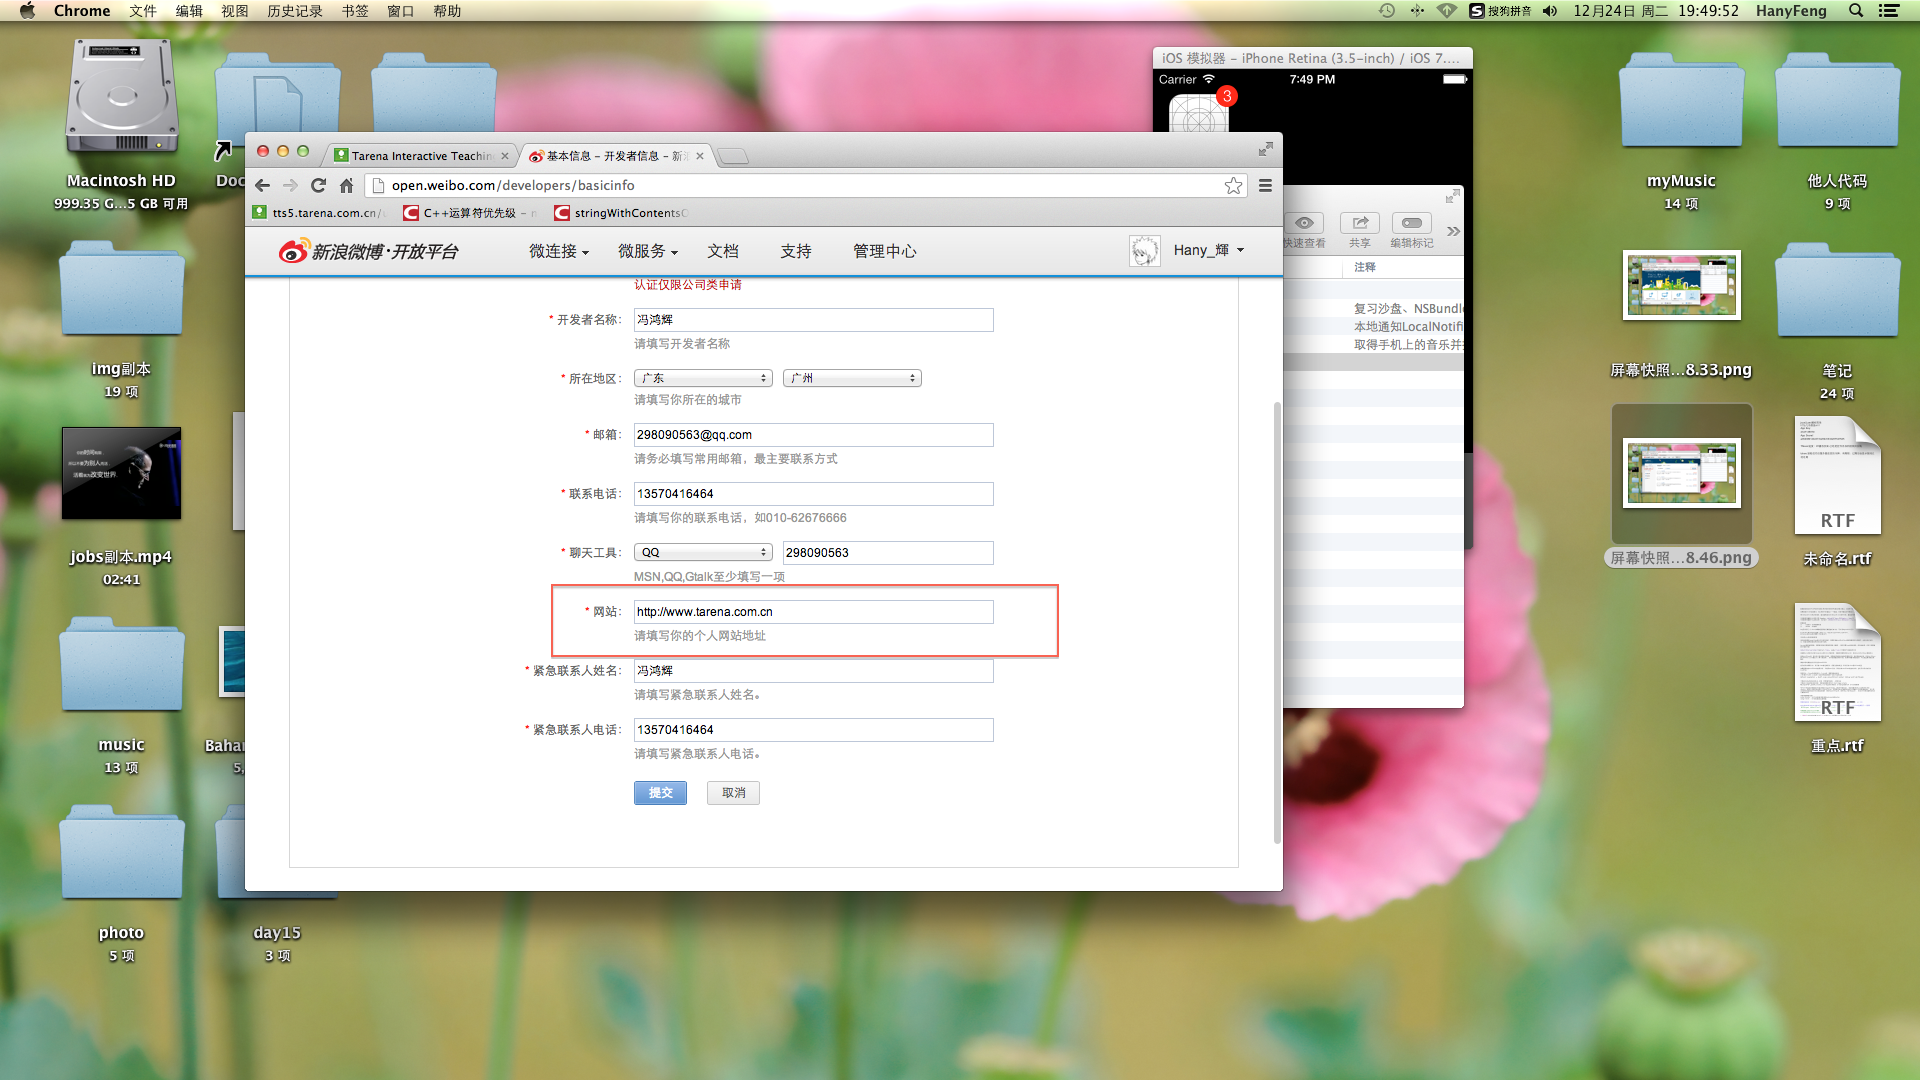 Chrome 文件 编辑 视图 历史记录 书签 窗口 帮助
搜狗拼音 12月24日 周二 19:49:52 HanyFeng
Macintosh HD
999.35 G...5 GB 可用
Doc
img副本
19 项
jobs副本.mp4
02:41
music
13 项
Baha
5,
photo
5 项
day15
3 项
iOS 模拟器 – iPhone Retina (3.5-inch) / iOS 7....
Carrier 7:49 PM
3
快速查看 共享 编辑标记
注释
复习沙盘、NSBundle
本地通知LocalNotifi
取得手机上的音乐并
myMusic
14 项
他人代码
9 项
屏幕快照...8.33.png
笔记
24 项
屏幕快照...8.46.png
RTF
未命名.rtf
RTF
重点.rtf
Tarena Interactive Teachin
基本信息 – 开发者信息 – 新
open.weibo.com/developers/basicinfo
tts5.tarena.com.cn/
C++运算符优先级 –
stringWithContents
新浪微博·开放平台
微连接 微服务 文档 支持 管理中心
Hany_輝
认证仅限公司类申请
* 开发者名称: 冯鸿辉
请填写开发者名称
* 所在地区: 广东 广州
请填写你所在的城市
* 邮箱: 298090563@qq.com
请务必填写常用邮箱，最主要联系方式
* 联系电话: 13570416464
请填写你的联系电话，如010-62676666
* 聊天工具: QQ 298090563
MSN,QQ,Gtalk至少填写一项
* 网站: http://www.tarena.com.cn
请填写你的个人网站地址
* 紧急联系人姓名: 冯鸿辉
请填写紧急联系人姓名。
* 紧急联系人电话: 13570416464
请填写紧急联系人电话。
提交 取消